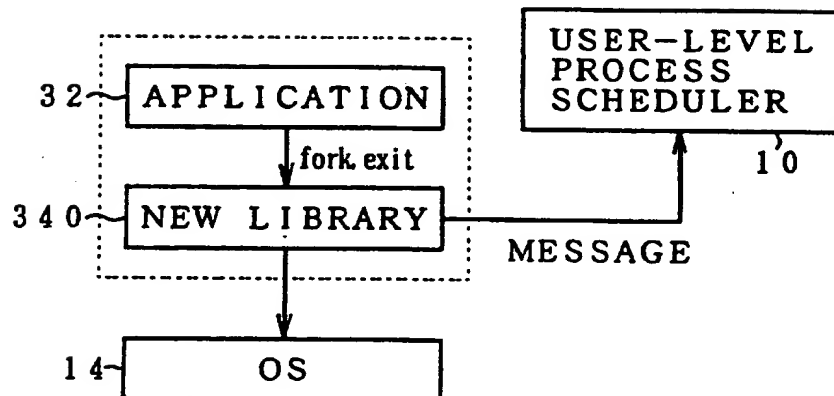 USER-LEVEL
PROCESS
SCHEDULER
10
32
APPLICATION
fork, exit
340
NEW LIBRARY
MESSAGE
14
OS